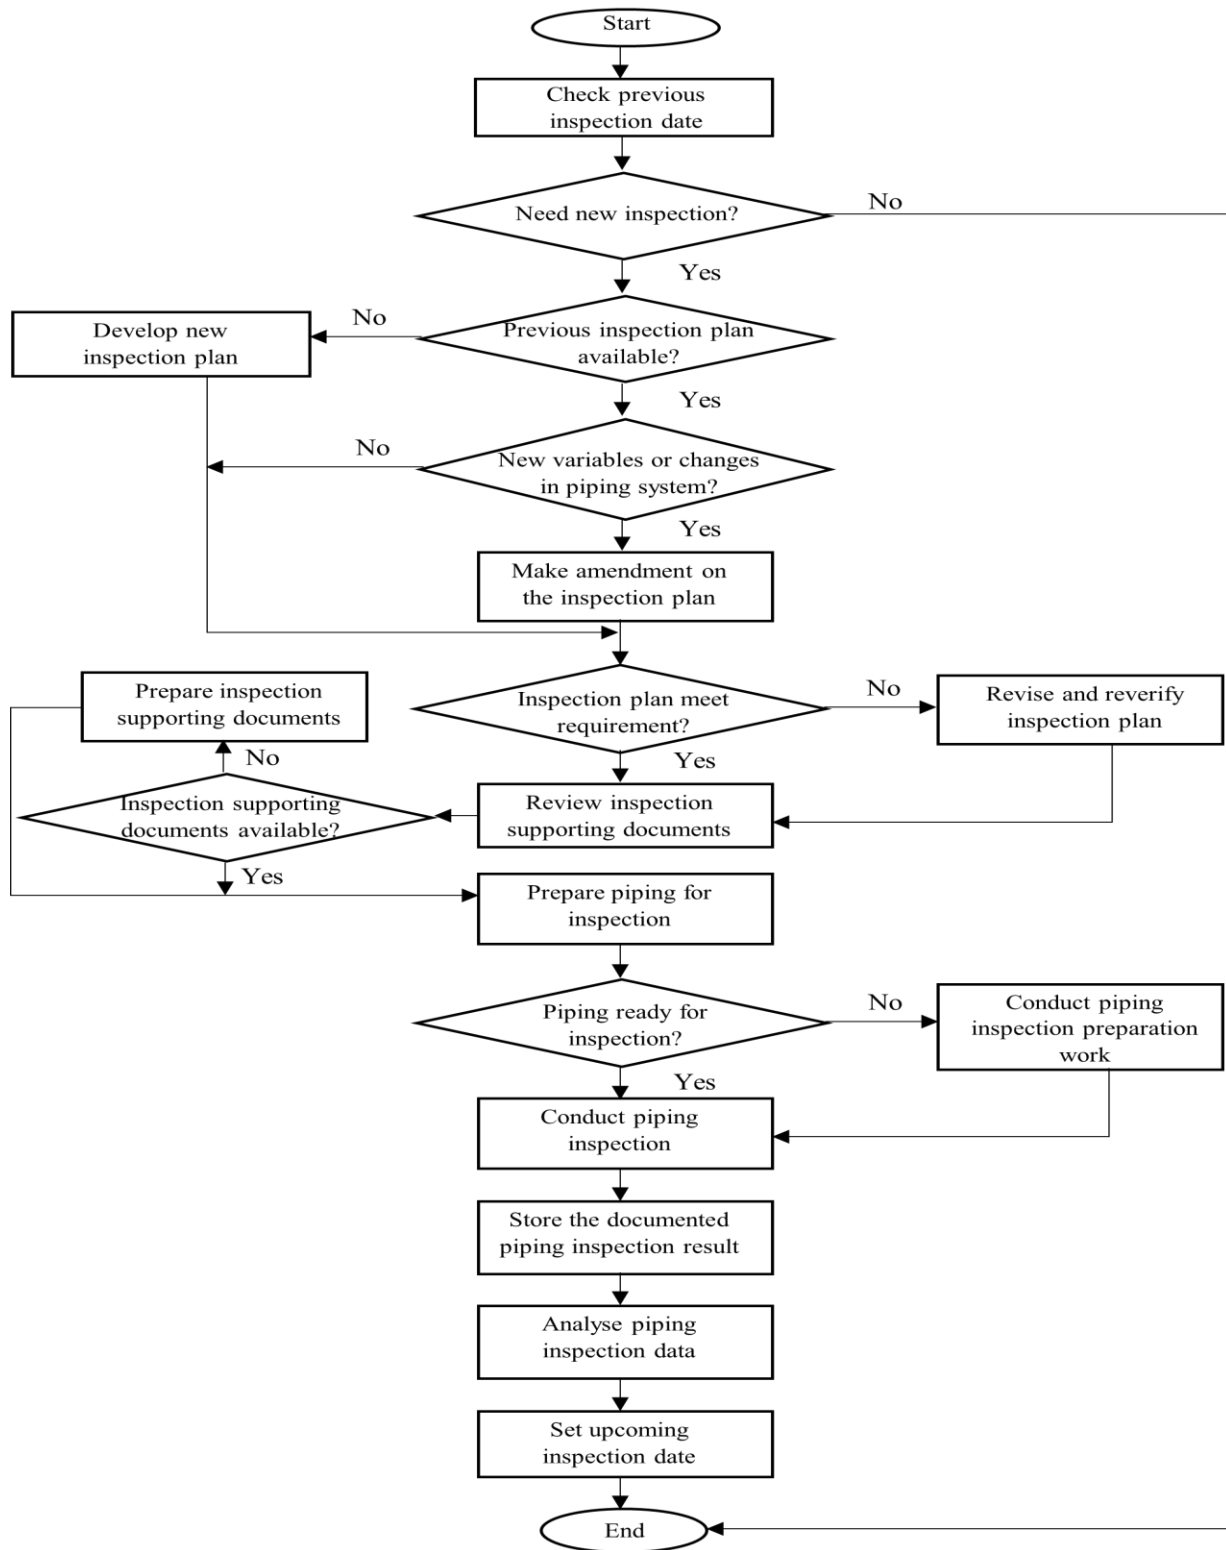 Start
Check previous
inspection date
Need new inspection?
No
Yes
Previous inspection plan
available?
No
Develop new
inspection plan
Yes
New variables or changes
in piping system?
No
Yes
Make amendment on
the inspection plan
Inspection plan meet
requirement?
No
Revise and reverify
inspection plan
Yes
Review inspection
supporting documents
Inspection supporting
documents available?
No
Prepare inspection
supporting documents
Yes
Prepare piping for
inspection
Piping ready for
inspection?
No
Conduct piping
inspection preparation
work
Yes
Conduct piping
inspection
Store the documented
piping inspection result
Analyse piping
inspection data
Set upcoming
inspection date
End